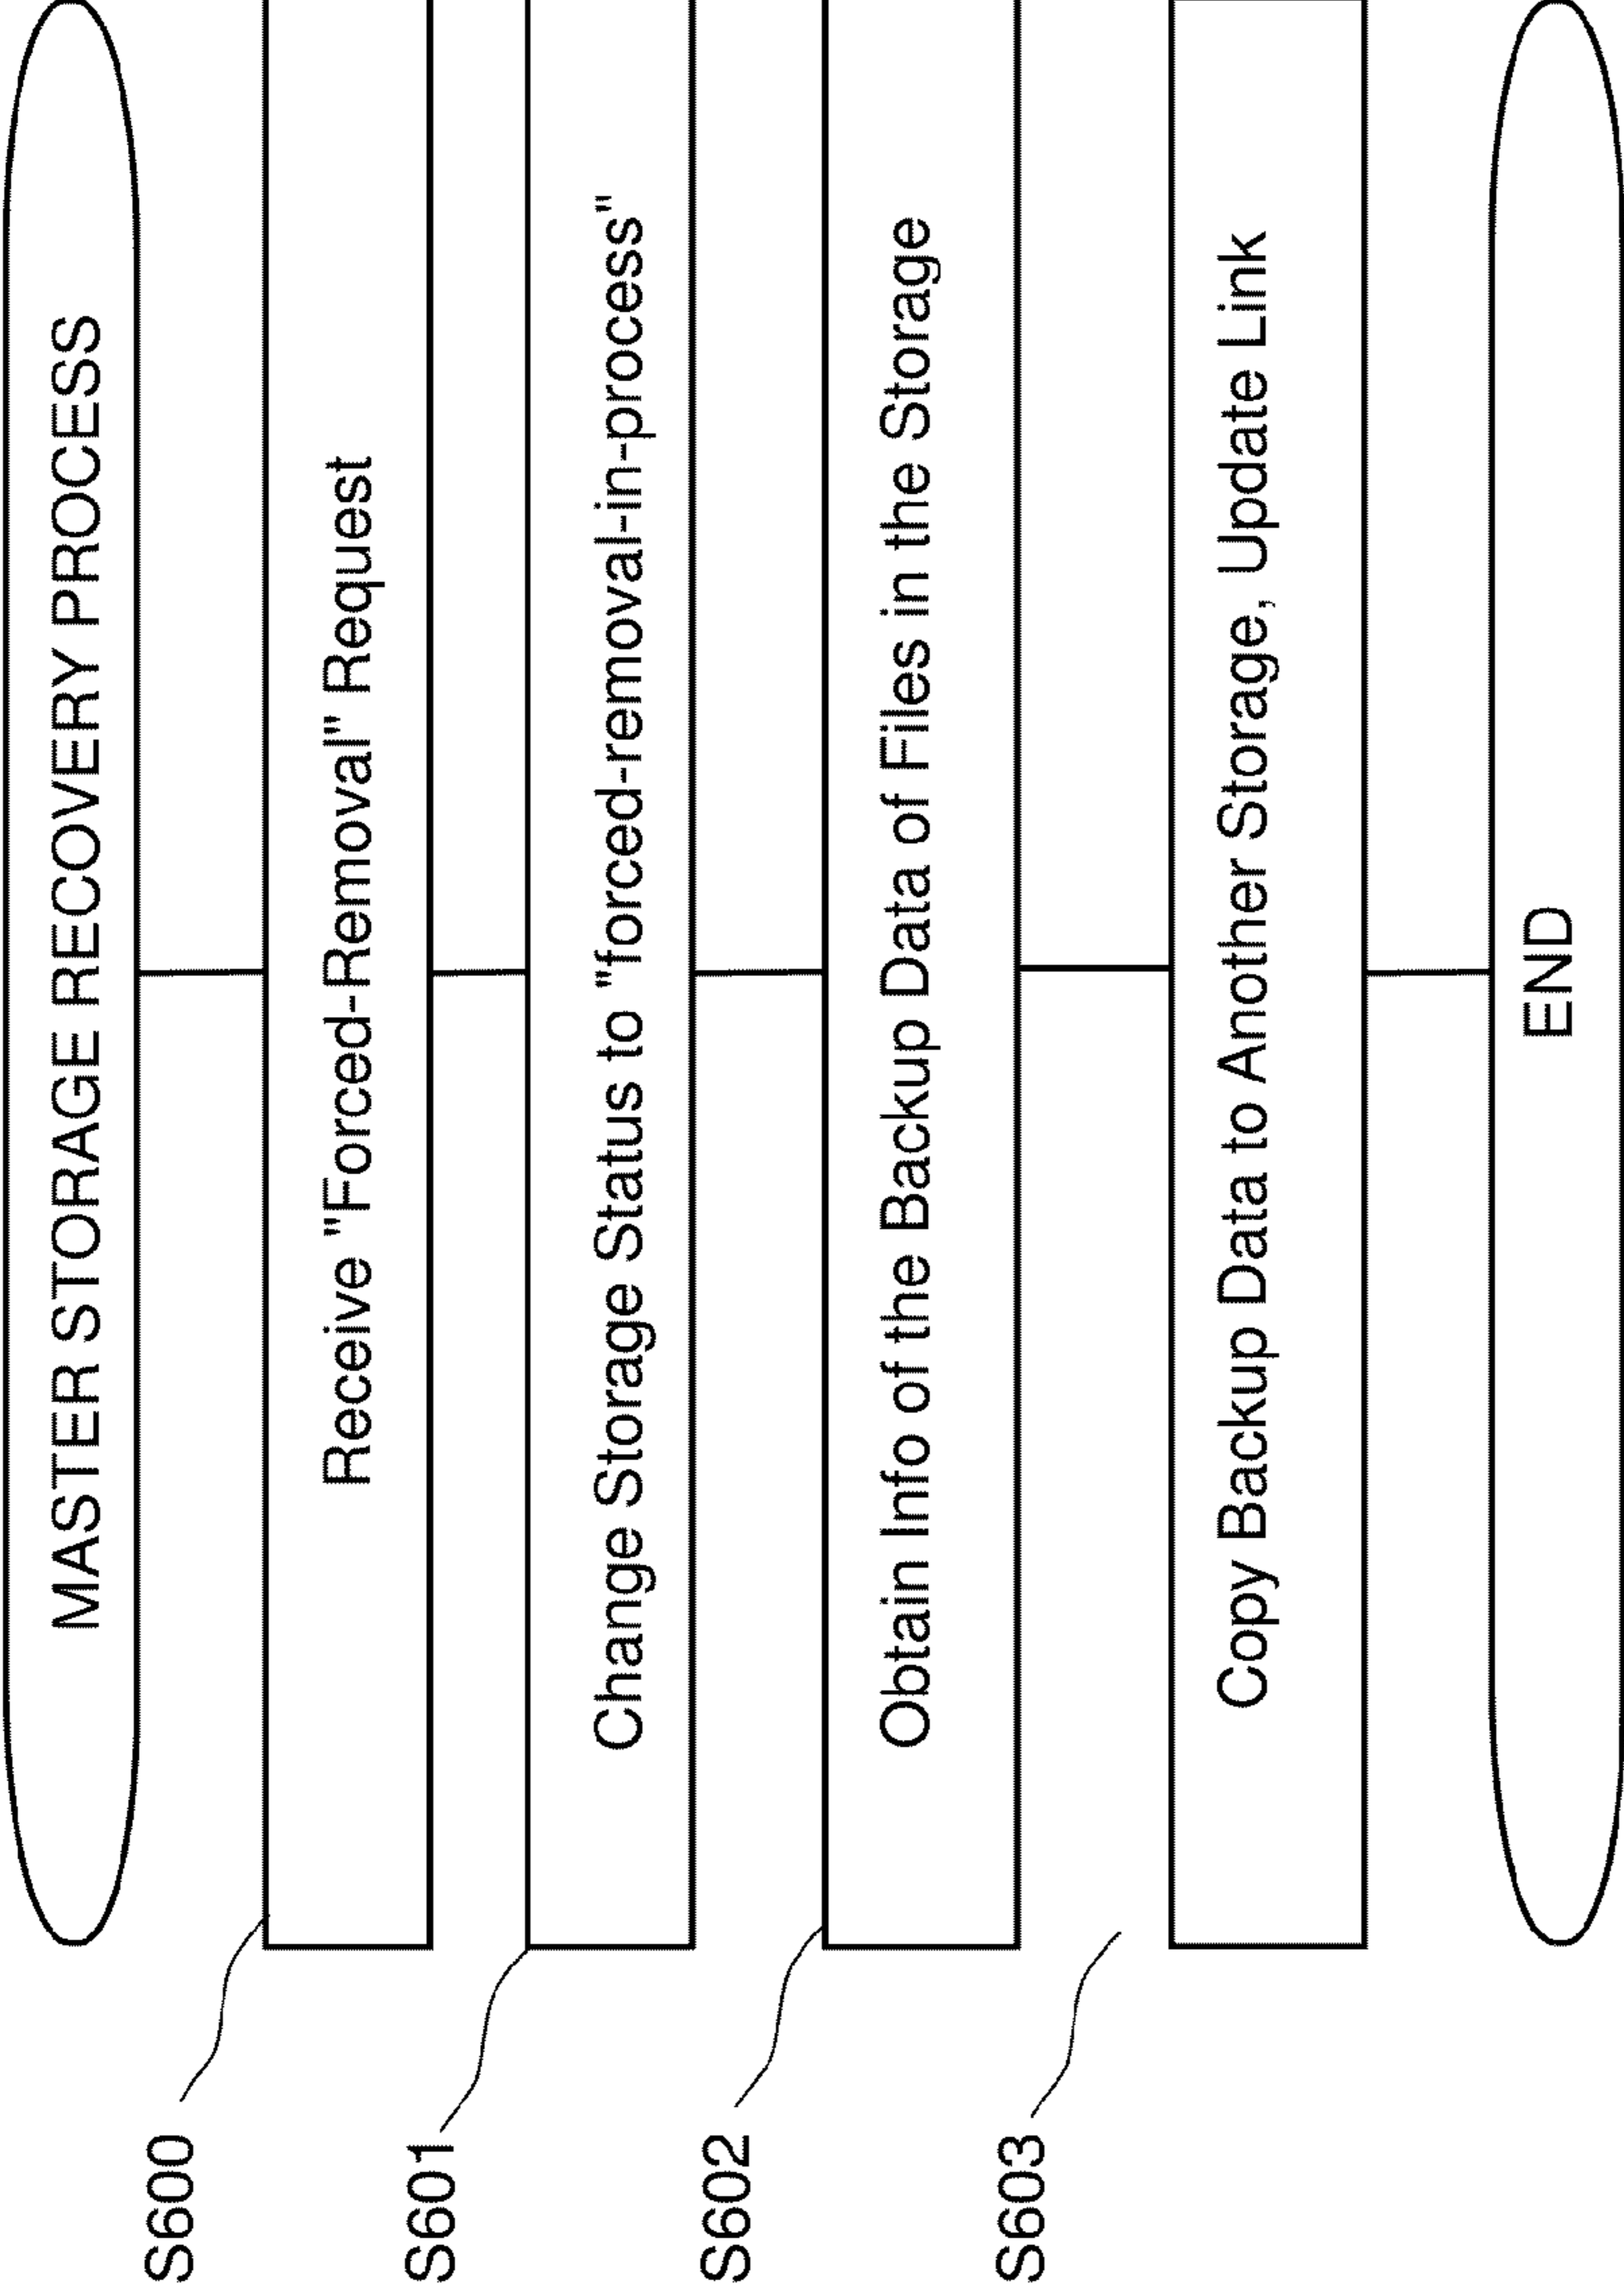 MASTER STORAGE RECOVERY PROCESS
S600
Receive "Forced-Removal" Request
S601
Change Storage Status to "forced-removal-in-process"
S602
Obtain Info of the Backup Data of Files in the Storage
S603
Copy Backup Data to Another Storage, Update Link
END